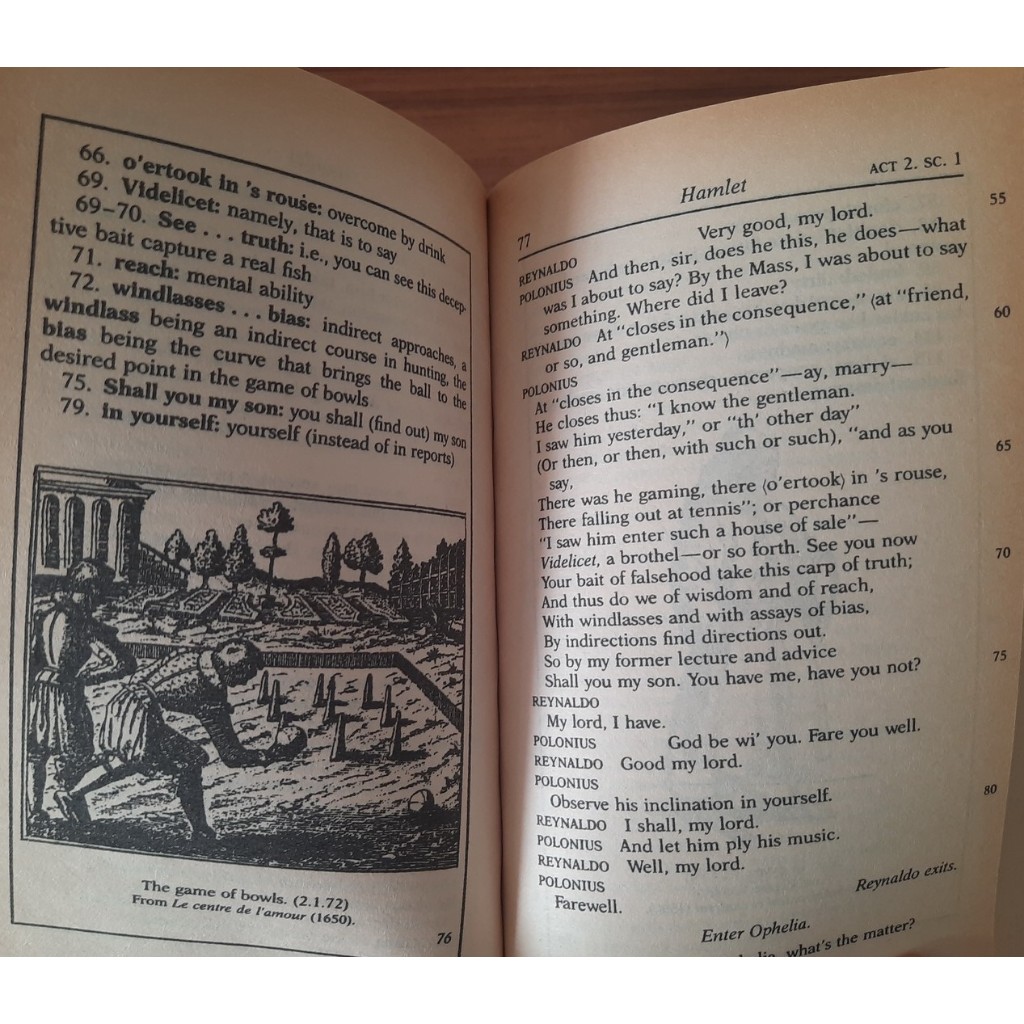 66. o'ertook in 's rouse: overcome by drink
69. Videlicet: namely, that is to say
69–70. See . . . truth: i.e., you can see this decep-
tive bait capture a real fish
71. reach: mental ability
72. windlasses . . . bias: indirect approaches, a
windlass being an indirect course in hunting, the
bias being the curve that brings the ball to the
desired point in the game of bowls
75. Shall you my son: you shall (find out) my son
79. in yourself: yourself (instead of in reports)
The game of bowls. (2.1.72)
From Le centre de l'amour (1650).
76
77 Hamlet ACT 2. SC. 1
REYNALDO Very good, my lord. 55
POLONIUS And then, sir, does he this, he does—what
was I about to say? By the Mass, I was about to say
something. Where did I leave?
REYNALDO At “closes in the consequence,” ⟨at “friend,
or so, and gentleman.”⟩ 60
POLONIUS
At “closes in the consequence”—ay, marry—
He closes thus: “I know the gentleman.
I saw him yesterday,” or “th' other day”
(Or then, or then, with such or such), “and as you
say, 65
There was he gaming, there ⟨o'ertook⟩ in 's rouse,
There falling out at tennis”; or perchance
“I saw him enter such a house of sale”—
Videlicet, a brothel—or so forth. See you now
Your bait of falsehood take this carp of truth; 70
And thus do we of wisdom and of reach,
With windlasses and with assays of bias,
By indirections find directions out.
So by my former lecture and advice
Shall you my son. You have me, have you not? 75
REYNALDO
My lord, I have.
POLONIUS God be wi' you. Fare you well.
REYNALDO Good my lord.
POLONIUS
Observe his inclination in yourself. 80
REYNALDO I shall, my lord.
POLONIUS And let him ply his music.
REYNALDO Well, my lord.
POLONIUS
Farewell. Reynaldo exits.
Enter Ophelia.
what's the matter?